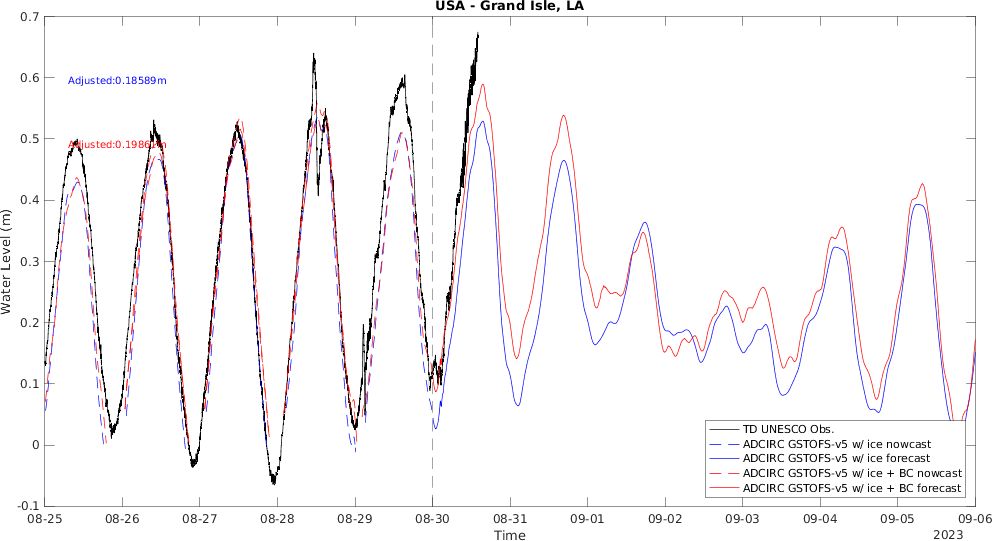 USA - Grand Isle, LA
0.7
0.6
0.5
0.4
0.3
0.2
0.1
0
-0.1
Water Level (m)
Adjusted:0.18589m
08-25
08-26
08-27
08-28
08-29
08-30
08-31
09-01
09-02
09-03
09-04
09-05
09-06
Time
2023
TD UNESCO Obs.
ADCIRC GSTOFS-v5 w/ ice nowcast
ADCIRC GSTOFS-v5 w/ ice forecast
ADCIRC GSTOFS-v5 w/ ice + BC nowcast
ADCIRC GSTOFS-v5 w/ ice + BC forecast